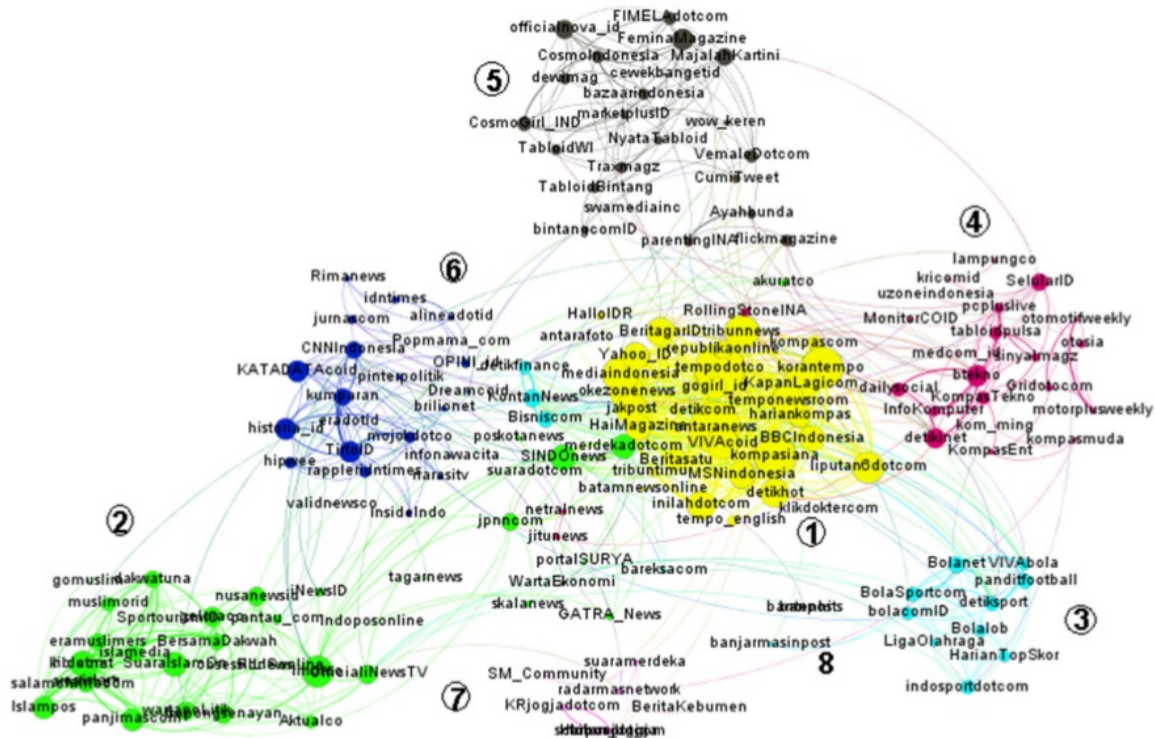 FIMELAdotcom
officialnova_id
FeminaMagazine
CosmoIndonesia
MajalahKartini
5
dewimag
cewekbangetid
bazaarindonesia
CosmoGirl_IND
marketplusID
wow_keren
NyataTabloid
TabloidWI
VemaleDotcom
Traxmagz
CumiTweet
TabloidBintang
swamediainc
Ayahbunda
bintangcomID
parentingINA
flickmagazine
4
lampungco
6
Rimanews
akuratco
kricomid
SelularID
idntimes
uzoneindonesia
pcpluslive
jurnascom
alineadotid
HalloIDR
RollingStoneINA
MonitorCOID
otomotifweekly
antarafoto
BeritagarID
tribunnews
tabloidpulsa
Popmama_com
CNNIndonesia
republikaonline
kompascom
otosia
Yahoo_ID
medcom_id
dinyalmagz
OPINI_id
detikfinance
KATADATAcoid
pinterpolitik
mediaindonesia
tempodotco
korantempo
btekno
gogirl_id
KapanLagicom
Dreamcoid
KontanNews
okezonenews
dailysocial
Gridotocom
kumparan
temponewsroom
KompasTekno
brilionet
Bisniscom
jakpost
detikcom
hariankompas
InfoKomputer
motorplusweekly
eradotid
historia_id
HaiMagazine
antaranews
kom_ming
mojokdotco
poskotanews
merdekadotcom
VIVAcoid
BBCIndonesia
detikinet
kompasmuda
TirtoID
infonawacita
SINDOnews
Beritasatu
kompasiana
KompasEnt
hipwee
rapplerid
intimes
narasitv
suaradotcom
tribuntimur
MSNindonesia
liputan6dotcom
batamnewsonline
detikhot
validnewsco
InsideIndo
netralnews
inilahdotcom
klikdoktercom
2
jpnncom
tempo_english
jitunews
1
portalSURYA
Bolanet
VIVAbola
gomuslim
dakwatuna
tagarnews
bareksacom
panditfootball
WartaEkonomi
nusanewsid
iNewsID
BolaSportcom
detiksport
muslimorid
skalanews
bolacomID
3
pantau_com
Indoposonline
GATRA_News
Bolalob
eramuslimers
BersamaDakwah
banjarmasinpost
LigaOlahraga
islamedia
SuaraIslam
suaramerdeka
8
HarianTopSkor
officialiNewsTV
SM_Community
Islampos
7
radarmasnetwork
indosportdotcom
panjimascom
KRjogjadotcom
BeritaKebumen
Aktualco